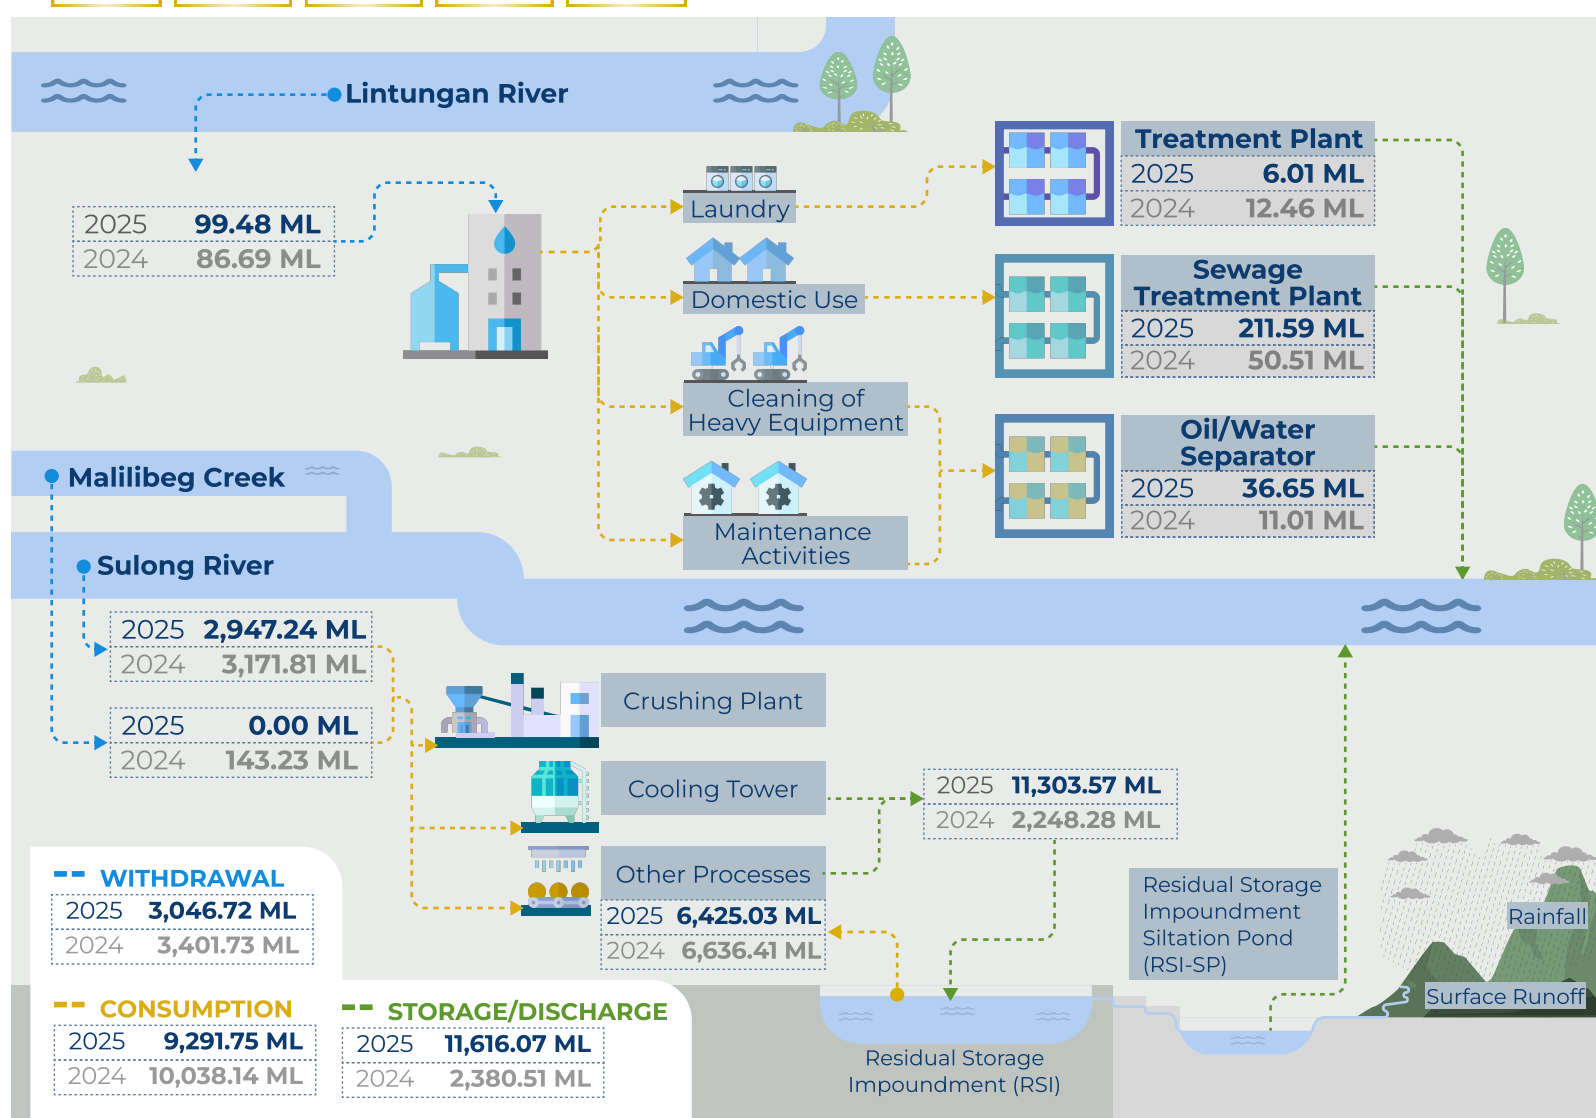 Lintungan River
2025 99.48 ML
2024 86.69 ML
Laundry
Domestic Use
Cleaning of
Heavy Equipment
Maintenance
Activities
Treatment Plant
2025 6.01 ML
2024 12.46 ML
Sewage
Treatment Plant
2025 211.59 ML
2024 50.51 ML
Oil/Water
Separator
2025 36.65 ML
2024 11.01 ML
Malilibeg Creek
Sulong River
2025 2,947.24 ML
2024 3,171.81 ML
2025 0.00 ML
2024 143.23 ML
Crushing Plant
Cooling Tower
Other Processes
2025 6,425.03 ML
2024 6,636.41 ML
2025 11,303.57 ML
2024 2,248.28 ML
Residual Storage
Impoundment
Siltation Pond
(RSI-SP)
Rainfall
Surface Runoff
Residual Storage
Impoundment (RSI)
WITHDRAWAL
2025 3,046.72 ML
2024 3,401.73 ML
CONSUMPTION
2025 9,291.75 ML
2024 10,038.14 ML
STORAGE/DISCHARGE
2025 11,616.07 ML
2024 2,380.51 ML